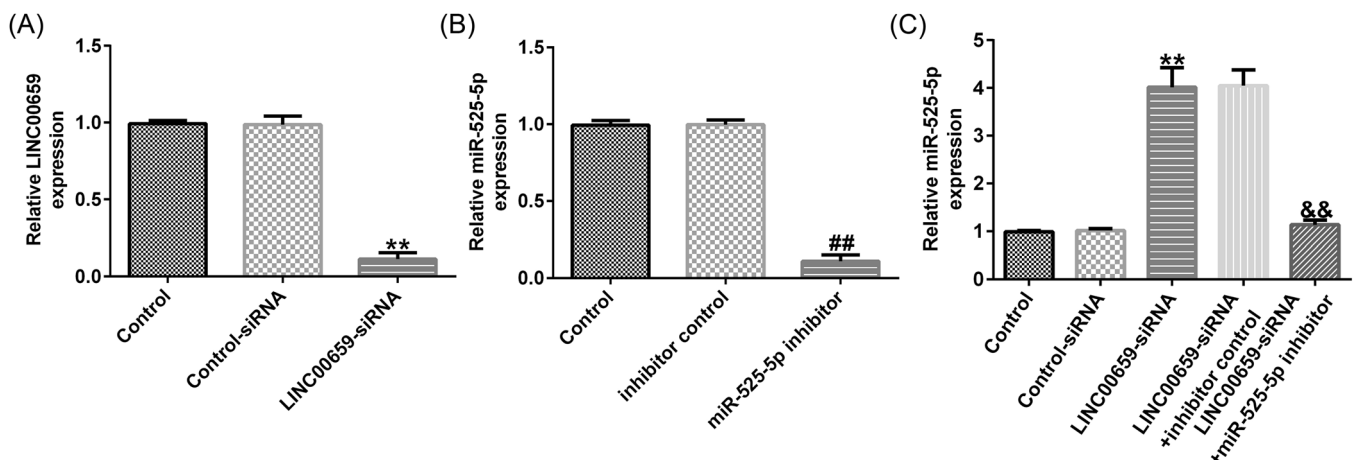 (A)
Relative LINC00659
expression
1.5
1.0
0.5
0.0
**
Control
Control-siRNA
LINC00659-siRNA
(B)
Relative miR-525-5p
expression
1.5
1.0
0.5
0.0
##
Control
inhibitor control
miR-525-5p inhibitor
(C)
Relative miR-525-5p
expression
5
4
3
2
1
0
**
&&
Control
Control-siRNA
LINC00659-siRNA
LINC00659-siRNA
+inhibitor control
LINC00659-siRNA
+miR-525-5p inhibitor